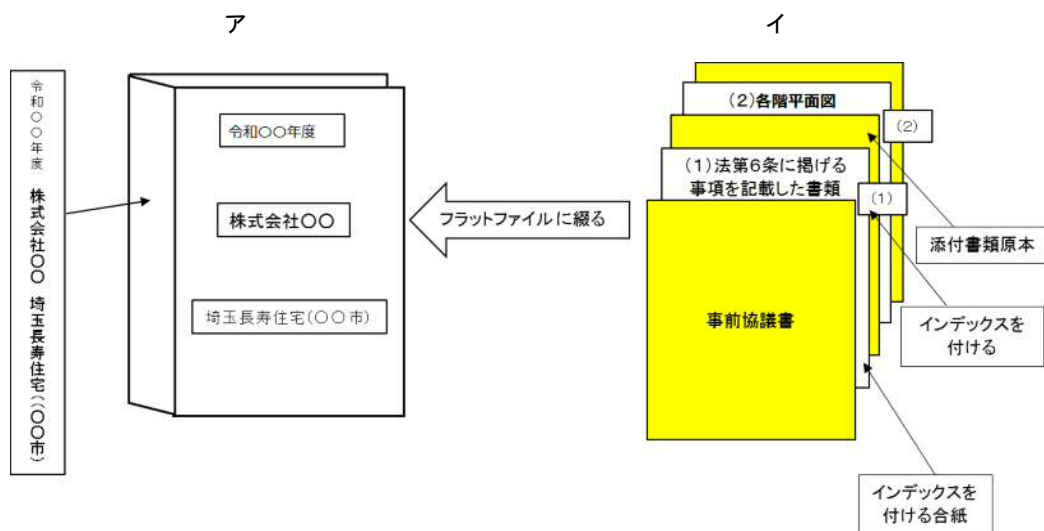 ア
イ
令和〇〇年度 株式会社〇〇 埼玉長寿住宅(〇〇市)
令和〇〇年度
株式会社〇〇
埼玉長寿住宅(〇〇市)
フラットファイルに綴る
(2)各階平面図
(2)
(1)法第6条に掲げる
事項を記載した書類
(1)
事前協議書
添付書類原本
インデックスを
付ける
インデックスを
付ける合紙